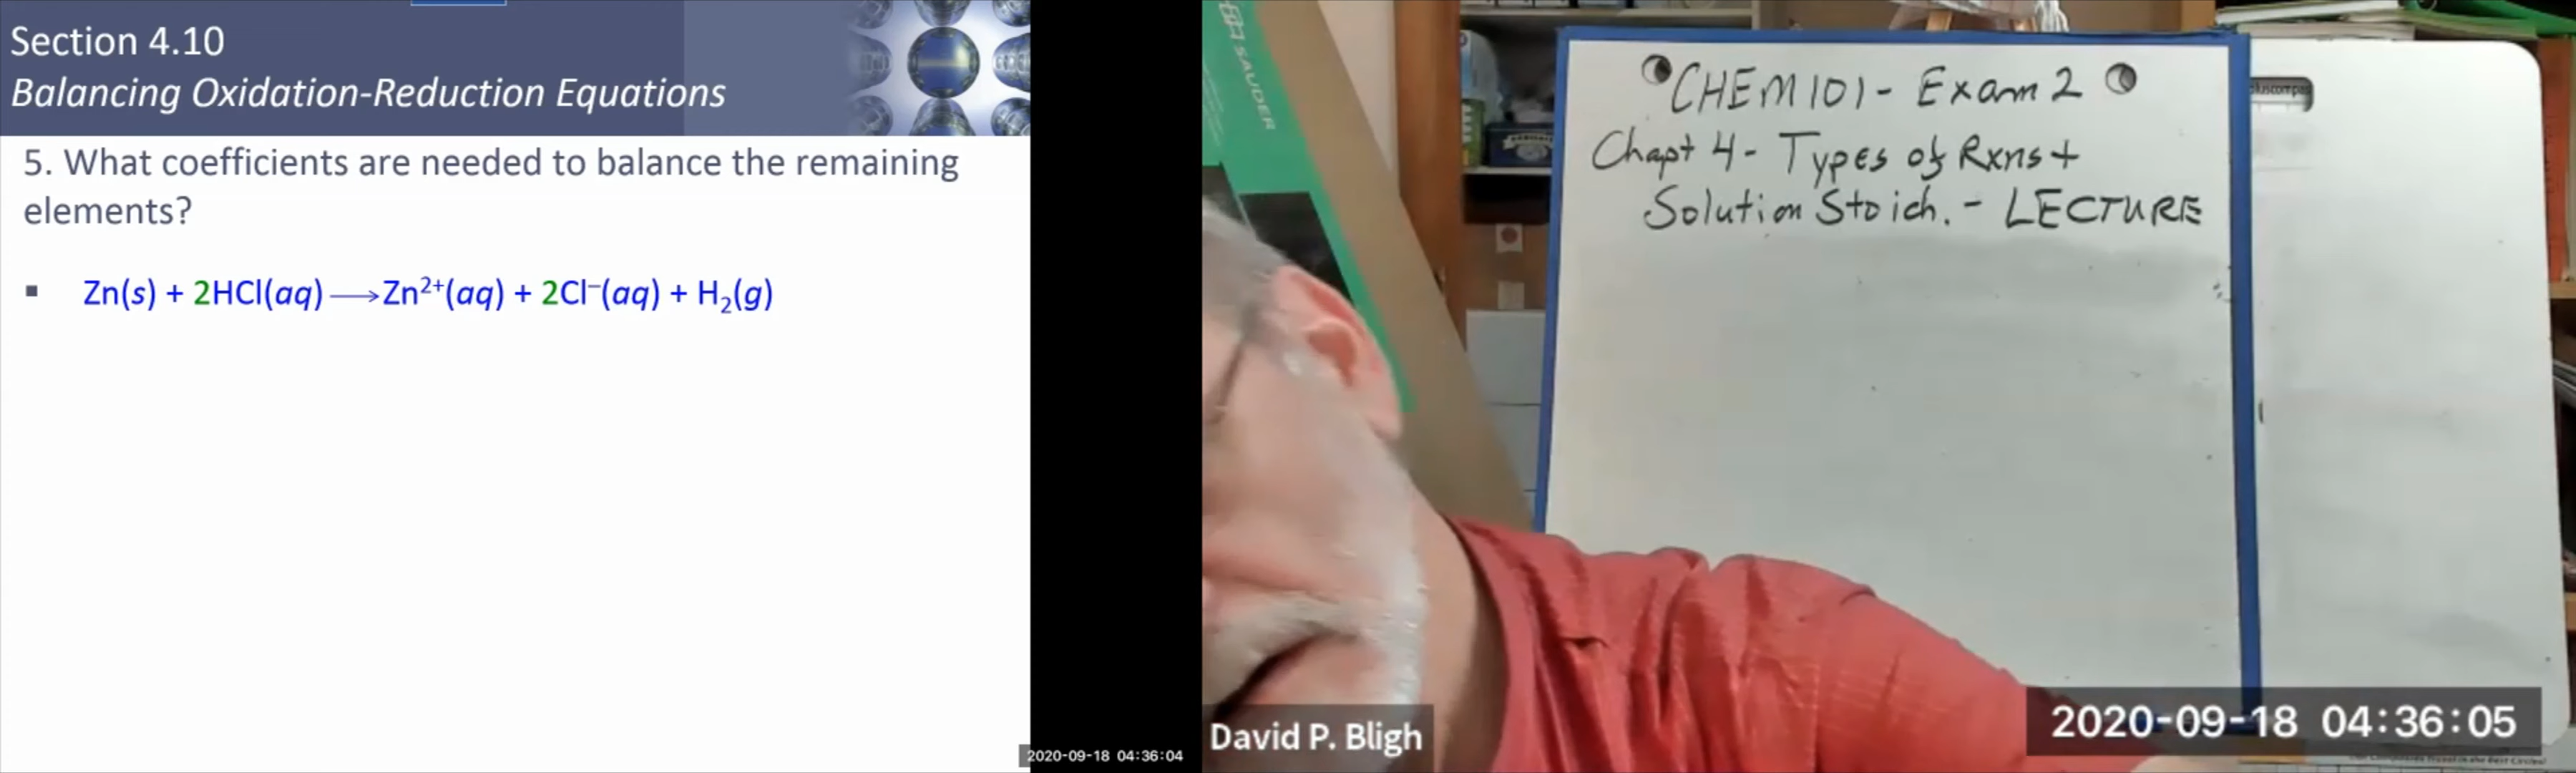 Section 4.10
Balancing Oxidation-Reduction Equations
5. What coefficients are needed to balance the remaining
elements?
▪ Zn(s) + 2HCl(aq) ⟶ Zn²⁺(aq) + 2Cl⁻(aq) + H₂(g)
2020-09-18 04:36:04
SAUDER
CHEM 101 - Exam 2
Chapt 4 - Types of Rxns +
Solution Stoich. - LECTURE
David P. Bligh
2020-09-18 04:36:05